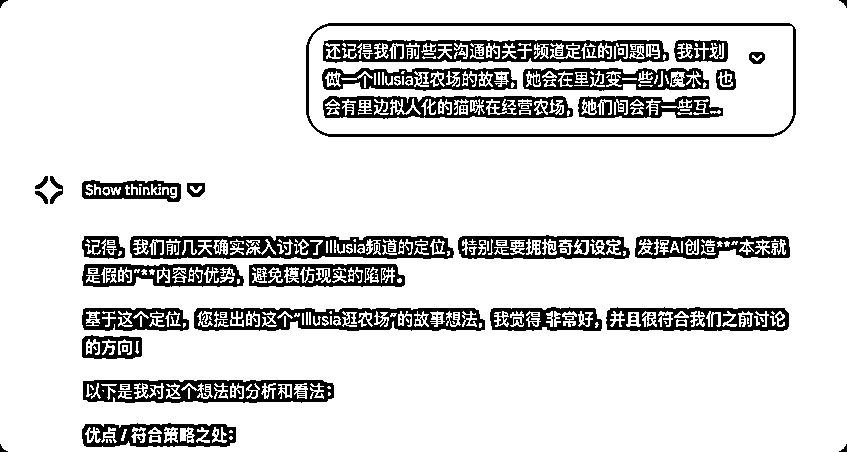 还记得我们前些天沟通的关于频道定位的问题吗，我计划
做一个Illusia逛农场的故事，她会在里边变一些小魔术，也
会有里边拟人化的猫咪在经营农场，她们间会有一些互...
Show thinking
记得，我们前几天确实深入讨论了Illusia频道的定位，特别是要拥抱奇幻设定，发挥AI创造**"本来就
是假的"**内容的优势，避免模仿现实的陷阱。
基于这个定位，您提出的这个"Illusia逛农场"的故事想法，我觉得 非常好，并且很符合我们之前讨论
的方向！
以下是我对这个想法的分析和看法：
优点 / 符合策略之处：